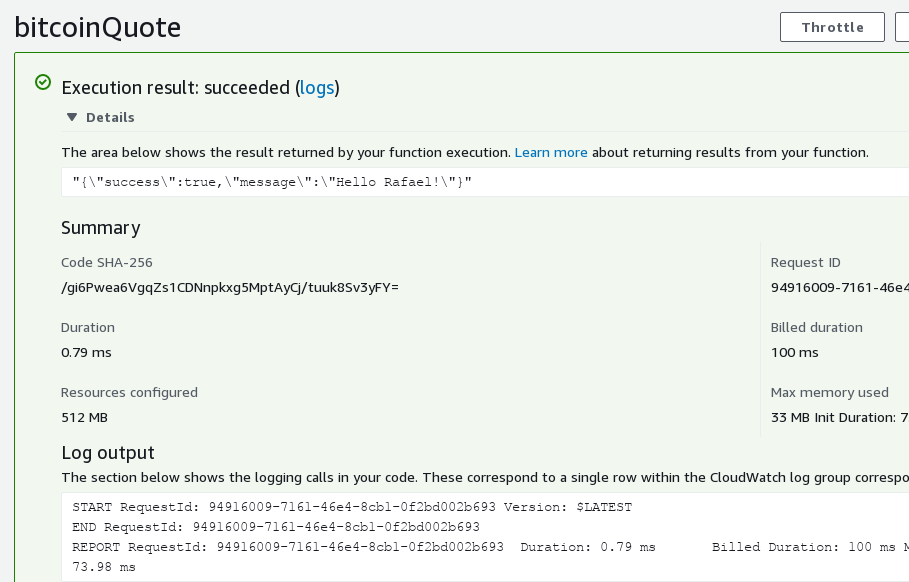 bitcoinQuote
Throttle
Execution result: succeeded (logs)
Details
The area below shows the result returned by your function execution. Learn more about returning results from your function.
"{\"success\":true,\"message\":\"Hello Rafael!\"}"
Summary
Code SHA-256
/gi6Pwea6VgqZs1CDNnpkxg5MptAyCj/tuuk8Sv3yFY=
Request ID
94916009-7161-46e4
Duration
0.79 ms
Billed duration
100 ms
Resources configured
512 MB
Max memory used
33 MB Init Duration: 7
Log output
The section below shows the logging calls in your code. These correspond to a single row within the CloudWatch log group correspo
START RequestId: 94916009-7161-46e4-8cb1-0f2bd002b693 Version: $LATEST
END RequestId: 94916009-7161-46e4-8cb1-0f2bd002b693
REPORT RequestId: 94916009-7161-46e4-8cb1-0f2bd002b693 Duration: 0.79 ms Billed Duration: 100 ms M
73.98 ms